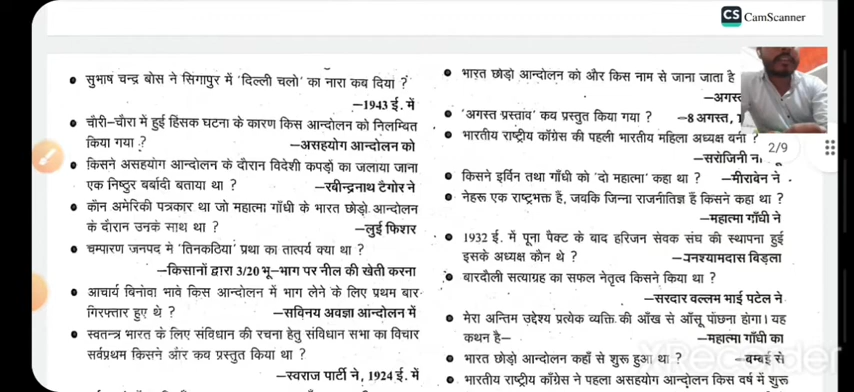 CS CamScanner
सुभाष चन्द्र बोस ने सिगापुर में 'दिल्ली चलो' का नारा कब दिया ?
–1943 ई. में
चौरी-चौरा में हुई हिंसक घटना के कारण किस आन्दोलन को निलम्बित
किया गया ?
–असहयोग आन्दोलन को
किसने असहयोग आन्दोलन के दौरान विदेशी कपड़ों का जलाया जाना
एक निष्ठुर बर्बादी बताया था ?
–रबीन्द्रनाथ टैगोर ने
कौन अमेरिकी पत्रकार था जो महात्मा गाँधी के भारत छोड़ो आन्दोलन
के दौरान उनके साथ था ?
–लुई फिशर
चम्पारण जनपद मे 'तिनकठिया' प्रथा का तात्पर्य क्या था ?
–किसानों द्वारा 3/20 भू-भाग पर नील की खेती करना
आचार्य बिनोवा भावे किस आन्दोलन में भाग लेने के लिए प्रथम बार
गिरफ्तार हुए थे ?
–सविनय अवज्ञा आन्दोलन में
स्वतन्त्र भारत के लिए संविधान की रचना हेतु संविधान सभा का विचार
सर्वप्रथम किसने और कब प्रस्तुत किया था ?
–स्वराज पार्टी ने, 1924 ई. में
भारत छोड़ो आन्दोलन को और किस नाम से जाना जाता है
–अगस्त
'अगस्त प्रस्ताव' कब प्रस्तुत किया गया ? –8 अगस्त,
भारतीय राष्ट्रीय काँग्रेस की पहली भारतीय महिला अध्यक्ष बनी ?
2/9
–सरोजिनी
किसने इर्विन तथा गाँधी को 'दो महात्मा' कहा था ? –मीराबेन ने
नेहरू एक राष्ट्रभक्त हैं, जबकि जिन्ना राजनीतिज्ञ है किसने कहा था ?
–महात्मा गाँधी ने
1932 ई. में पूना पैक्ट के बाद हरिजन सेवक संघ की स्थापना हुई
इसके अध्यक्ष कौन थे ?
–घनश्यामदास बिड़ला
बारदौली सत्याग्रह का सफल नेतृत्व किसने किया था ?
–सरदार वल्लभ भाई पटेल ने
मेरा अन्तिम उद्देश्य प्रत्येक व्यक्ति की आँख से आँसू पोंछना होगा। यह
कथन है–
–महात्मा गाँधी का
भारत छोड़ो आन्दोलन कहाँ से शुरू हुआ था ?
–बम्बई से
भारतीय राष्ट्रीय काँग्रेस ने पहला असहयोग आन्दोलन किस वर्ष में शुरू
KINEMASTER